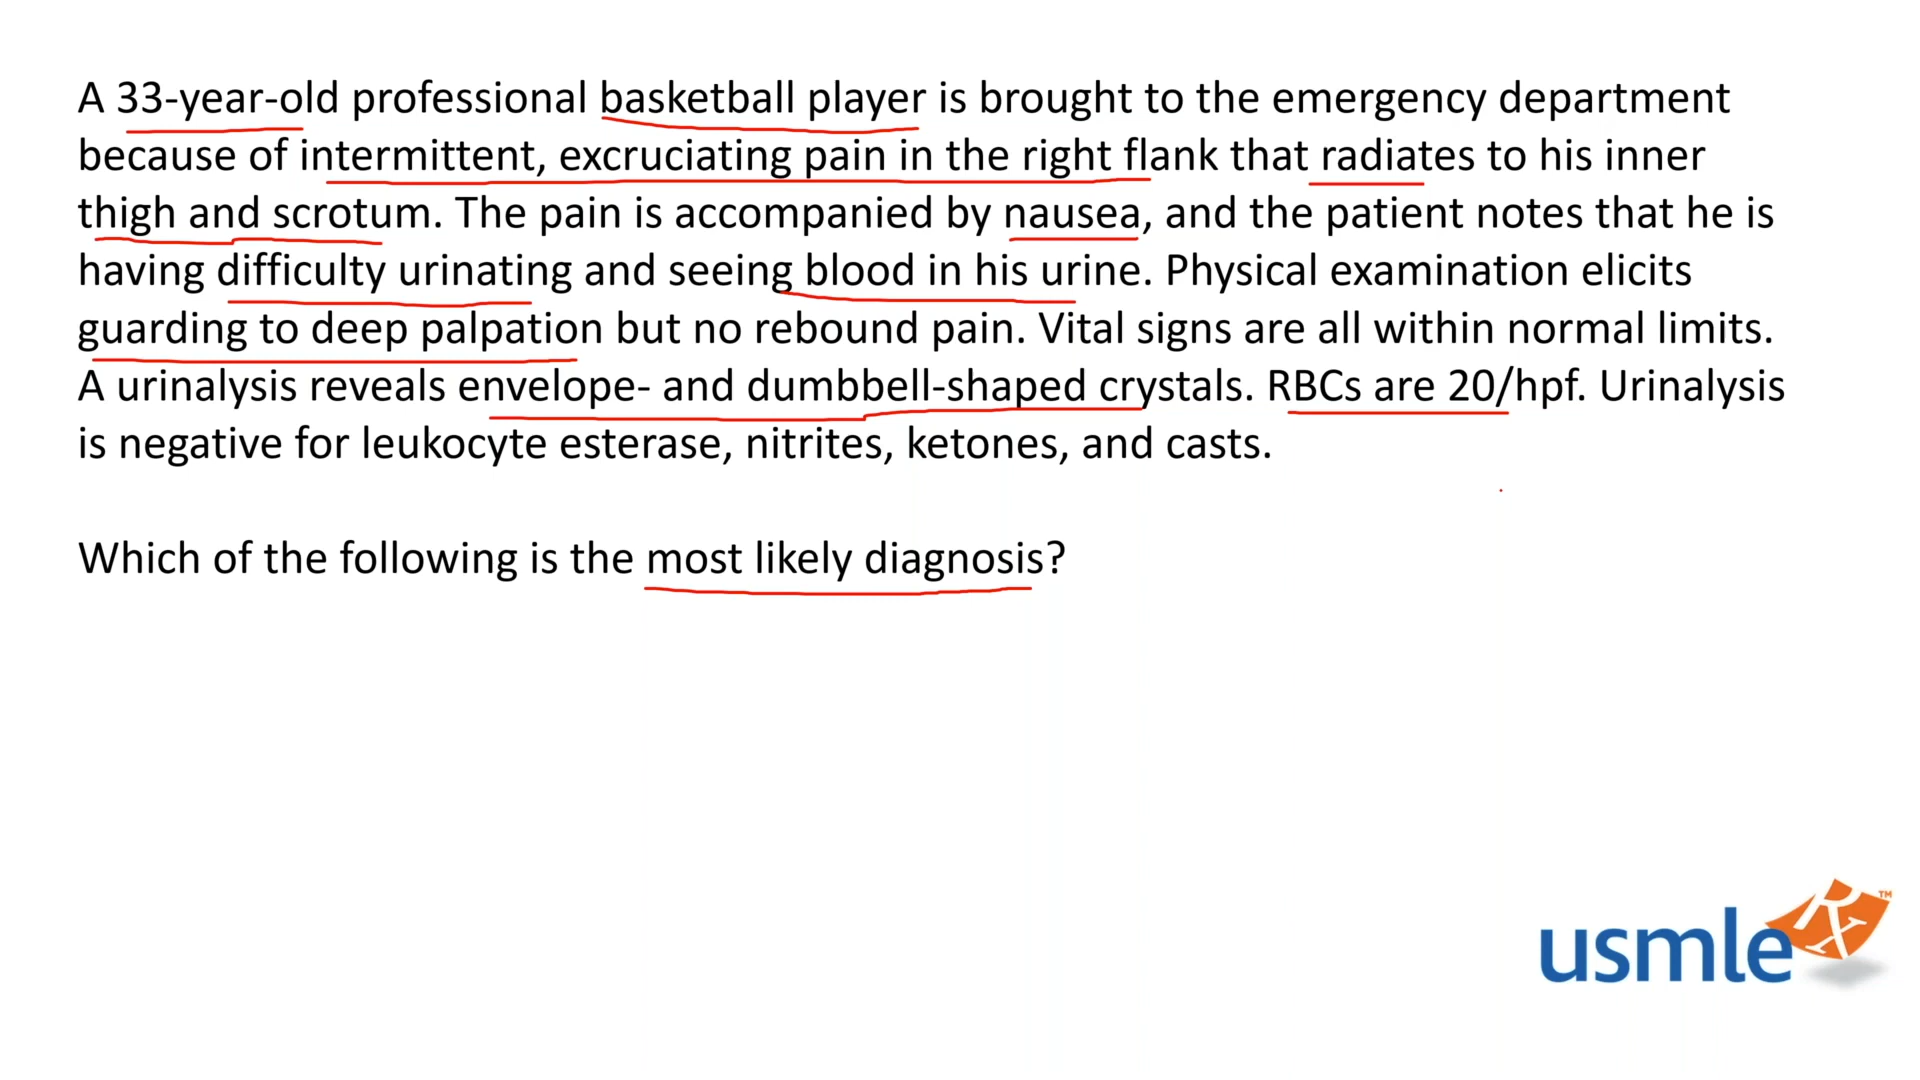 A 33-year-old professional basketball player is brought to the emergency department
because of intermittent, excruciating pain in the right flank that radiates to his inner
thigh and scrotum. The pain is accompanied by nausea, and the patient notes that he is
having difficulty urinating and seeing blood in his urine. Physical examination elicits
guarding to deep palpation but no rebound pain. Vital signs are all within normal limits.
A urinalysis reveals envelope- and dumbbell-shaped crystals. RBCs are 20/hpf. Urinalysis
is negative for leukocyte esterase, nitrites, ketones, and casts.
Which of the following is the most likely diagnosis?
usmle Rx™